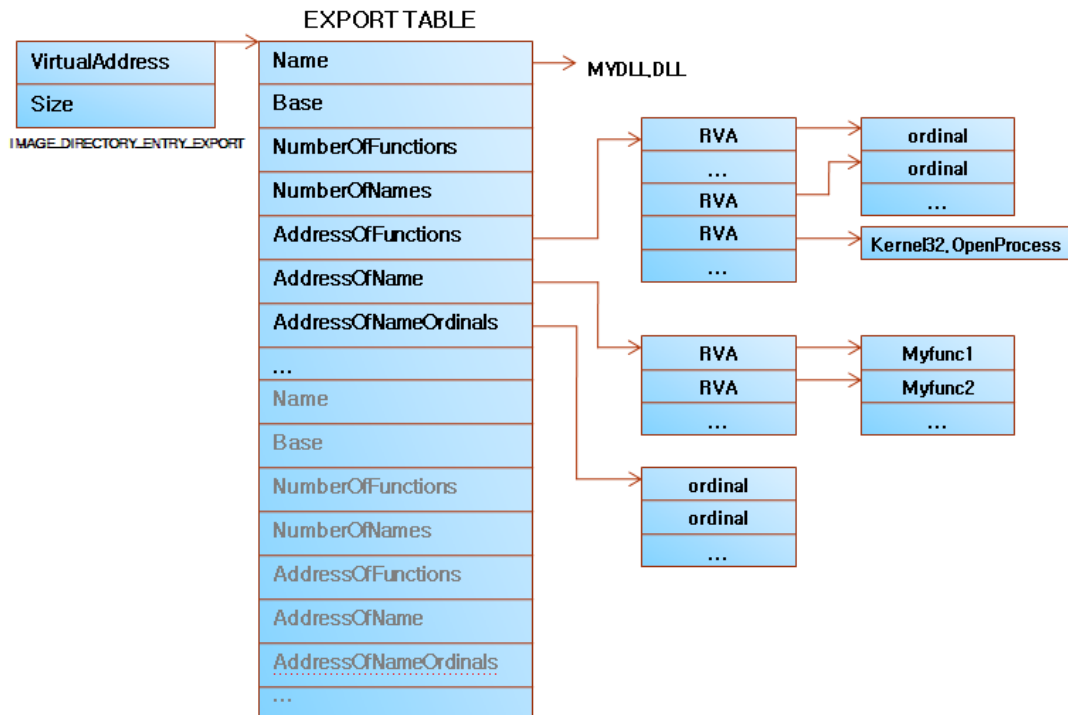 EXPORT TABLE
VirtualAddress
Size
IMAGE_DIRECTORY_ENTRY_EXPORT
Name
Base
NumberOfFunctions
NumberOfNames
AddressOfFunctions
AddressOfName
AddressOfNameOrdinals
...
Name
Base
NumberOfFunctions
NumberOfNames
AddressOfFunctions
AddressOfName
AddressOfNameOrdinals
...
MYDLL.DLL
RVA
...
RVA
RVA
...
ordinal
ordinal
...
Kernel32.OpenProcess
RVA
RVA
...
Myfunc1
Myfunc2
...
ordinal
ordinal
...